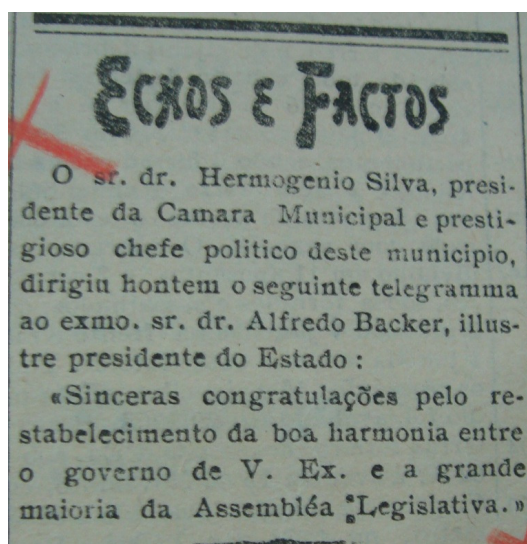 ECHOS E FACTOS
O sr. dr. Hermogenio Silva, presi-
dente da Camara Municipal e presti-
gioso chefe politico deste municipio,
dirigiu hontem o seguinte telegramma
ao exmo. sr. dr. Alfredo Backer, illus-
tre presidente do Estado :
«Sinceras congratulações pelo re-
stabelecimento da boa harmonia entre
o governo de V. Ex. e a grande
maioria da Assembléa Legislativa.»